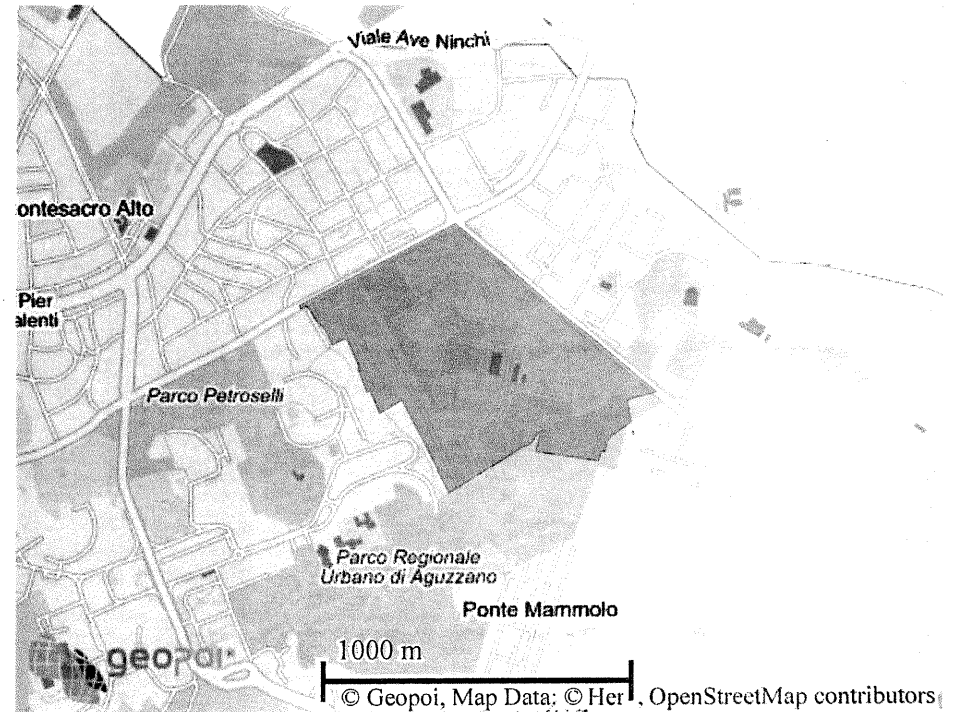 Viale Ave Ninchi
ontesacro Alto
Pier
alenti
Parco Petroselli
Parco Regionale
Urbano di Aguzzano
Ponte Mammolo
geopoi
1000 m
© Geopoi, Map Data: © Her , OpenStreetMap contributors